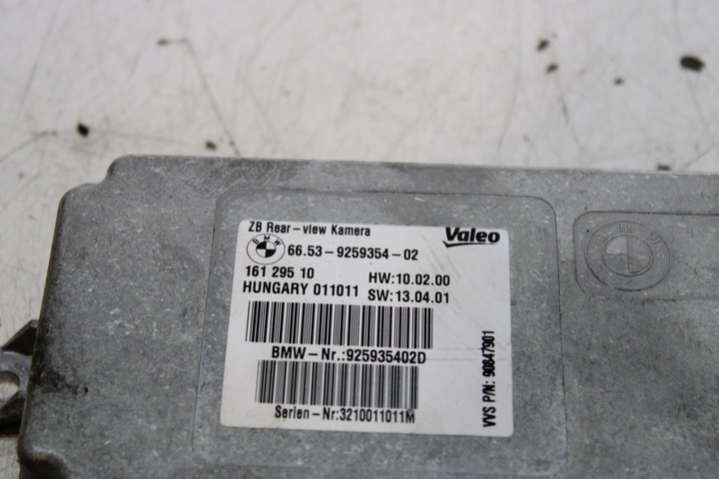 ZB Rear-view Kamera
Valeo
BMW
66.53-9259354-02
161 295 10 HW:10.02.00
HUNGARY 011011 SW:13.04.01
BMW-Nr.:925935402D
Serien-Nr:3210011011M
VVS P/N: 90847901